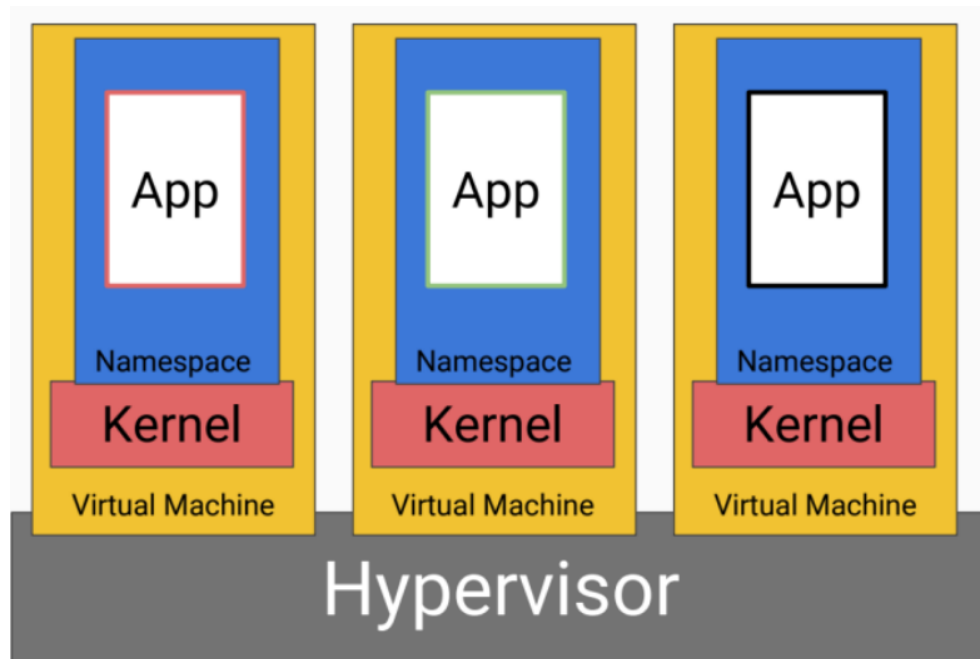 App
App
App
Namespace
Namespace
Namespace
Kernel
Kernel
Kernel
Virtual Machine
Virtual Machine
Virtual Machine
Hypervisor